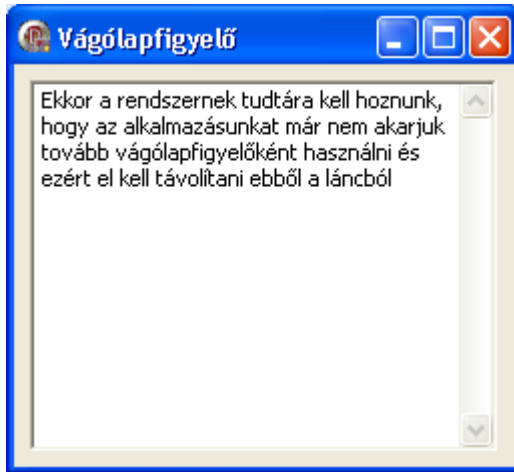 Vágólapfigyelő
Ekkor a rendszernek tudtára kell hoznunk,
hogy az alkalmazásunkat már nem akarjuk
tovább vágólapfigyelőként használni és
ezért el kell távolítani ebből a láncból